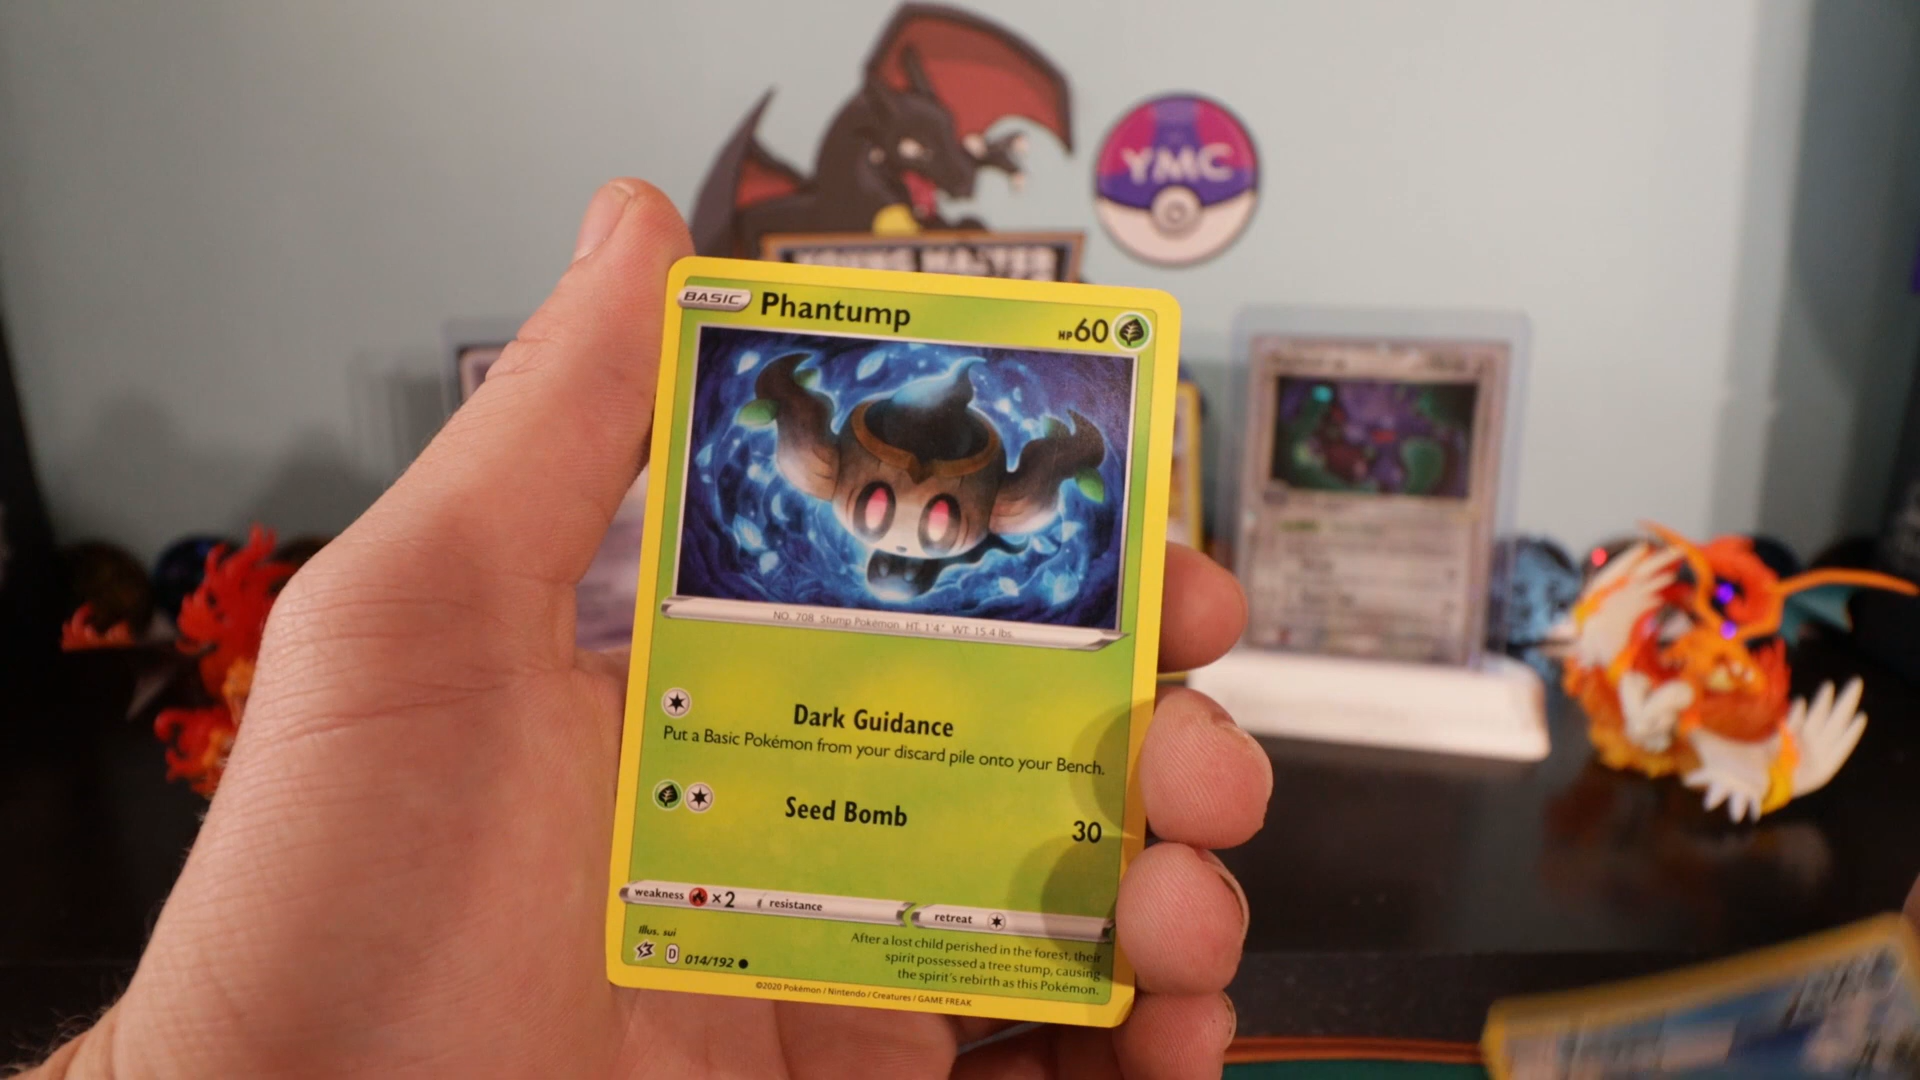 YMC
BASIC Phantump HP 60
NO. 708 Stump Pokémon HT: 1'4" WT: 15.4 lbs.
Dark Guidance
Put a Basic Pokémon from your discard pile onto your Bench.
Seed Bomb 30
weakness ×2 resistance retreat
Illus. sui
D 014/192
After a lost child perished in the forest, their
spirit possessed a tree stump, causing
the spirit's rebirth as this Pokémon.
©2020 Pokémon / Nintendo / Creatures / GAME FREAK